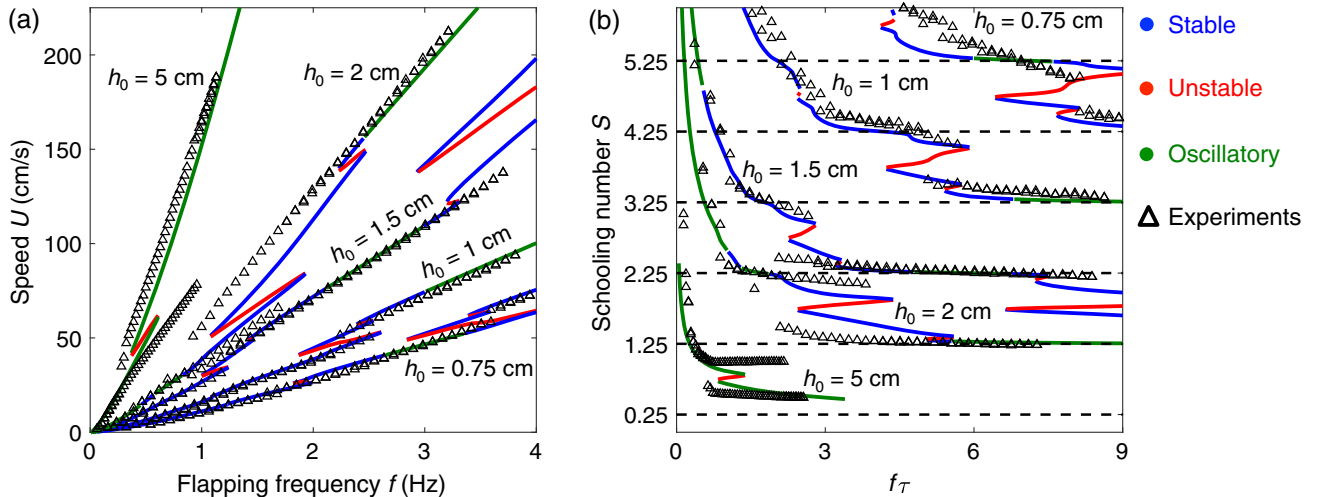 (a)
200
150
100
50
0
Speed U (cm/s)
h₀ = 5 cm
h₀ = 2 cm
h₀ = 1.5 cm
h₀ = 1 cm
h₀ = 0.75 cm
0 1 2 3 4
Flapping frequency f (Hz)
(b)
5.25
4.25
3.25
2.25
1.25
0.25
Schooling number S
h₀ = 0.75 cm
h₀ = 1 cm
h₀ = 1.5 cm
h₀ = 2 cm
h₀ = 5 cm
0 3 6 9
fτ
Stable
Unstable
Oscillatory
Experiments